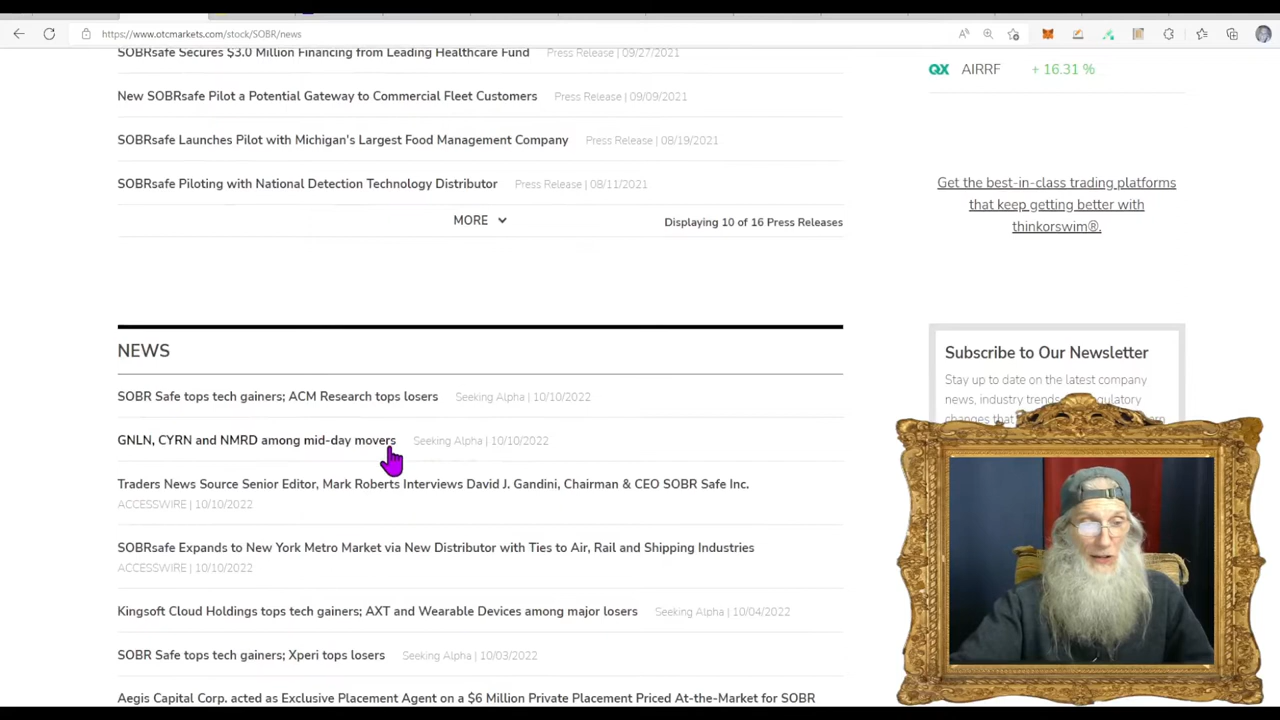 https://www.otcmarkets.com/stock/SOBR/news
SOBRsafe Secures $3.0 Million Financing from Leading Healthcare Fund Press Release | 09/27/2021
New SOBRsafe Pilot a Potential Gateway to Commercial Fleet Customers Press Release | 09/09/2021
SOBRsafe Launches Pilot with Michigan's Largest Food Management Company Press Release | 08/19/2021
SOBRsafe Piloting with National Detection Technology Distributor Press Release | 08/11/2021
MORE Displaying 10 of 16 Press Releases
NEWS
SOBR Safe tops tech gainers; ACM Research tops losers Seeking Alpha | 10/10/2022
GNLN, CYRN and NMRD among mid-day movers Seeking Alpha | 10/10/2022
Traders News Source Senior Editor, Mark Roberts Interviews David J. Gandini, Chairman & CEO SOBR Safe Inc.
ACCESSWIRE | 10/10/2022
SOBRsafe Expands to New York Metro Market via New Distributor with Ties to Air, Rail and Shipping Industries
ACCESSWIRE | 10/10/2022
Kingsoft Cloud Holdings tops tech gainers; AXT and Wearable Devices among major losers Seeking Alpha | 10/04/2022
SOBR Safe tops tech gainers; Xperi tops losers Seeking Alpha | 10/03/2022
Aegis Capital Corp. acted as Exclusive Placement Agent on a $6 Million Private Placement Priced At-the-Market for SOBR
QX AIRRF + 16.31 %
Get the best-in-class trading platforms
that keep getting better with
thinkorswim®.
Subscribe to Our Newsletter
Stay up to date on the latest company
news, industry trends
regulatory
changes that